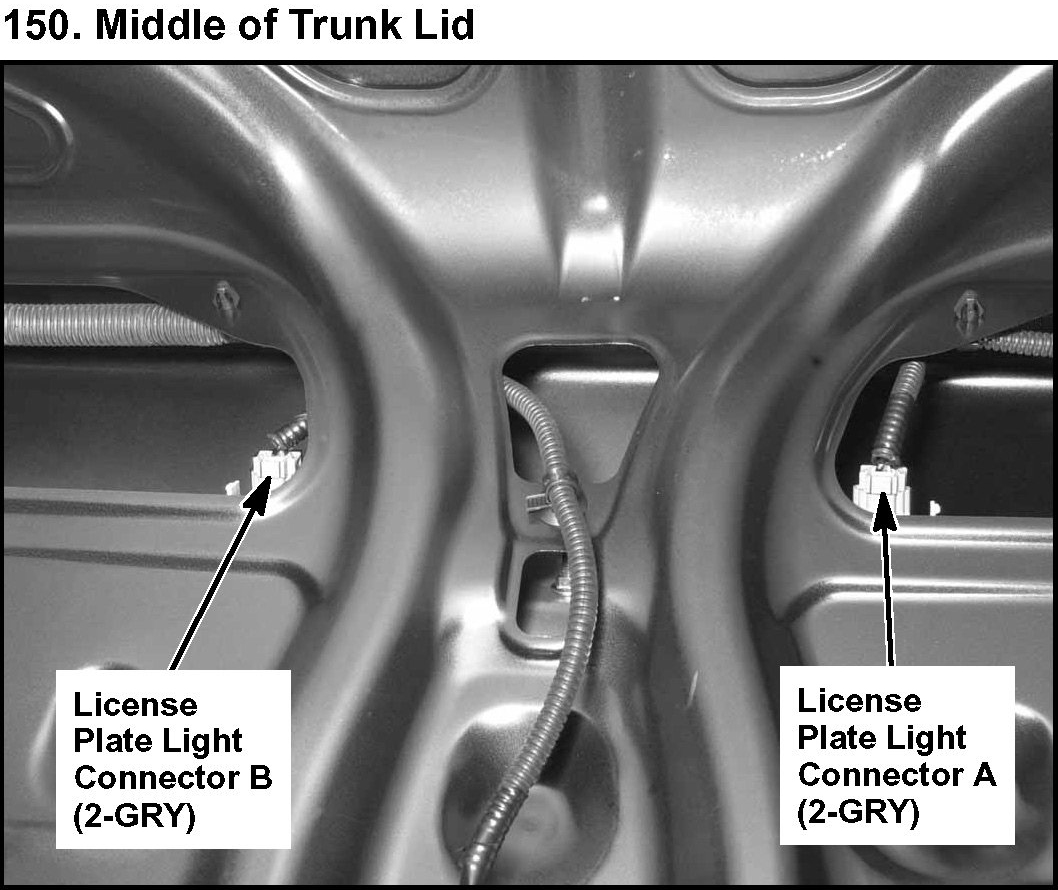 150. Middle of Trunk Lid
License
Plate Light
Connector B
(2-GRY)
License
Plate Light
Connector A
(2-GRY)